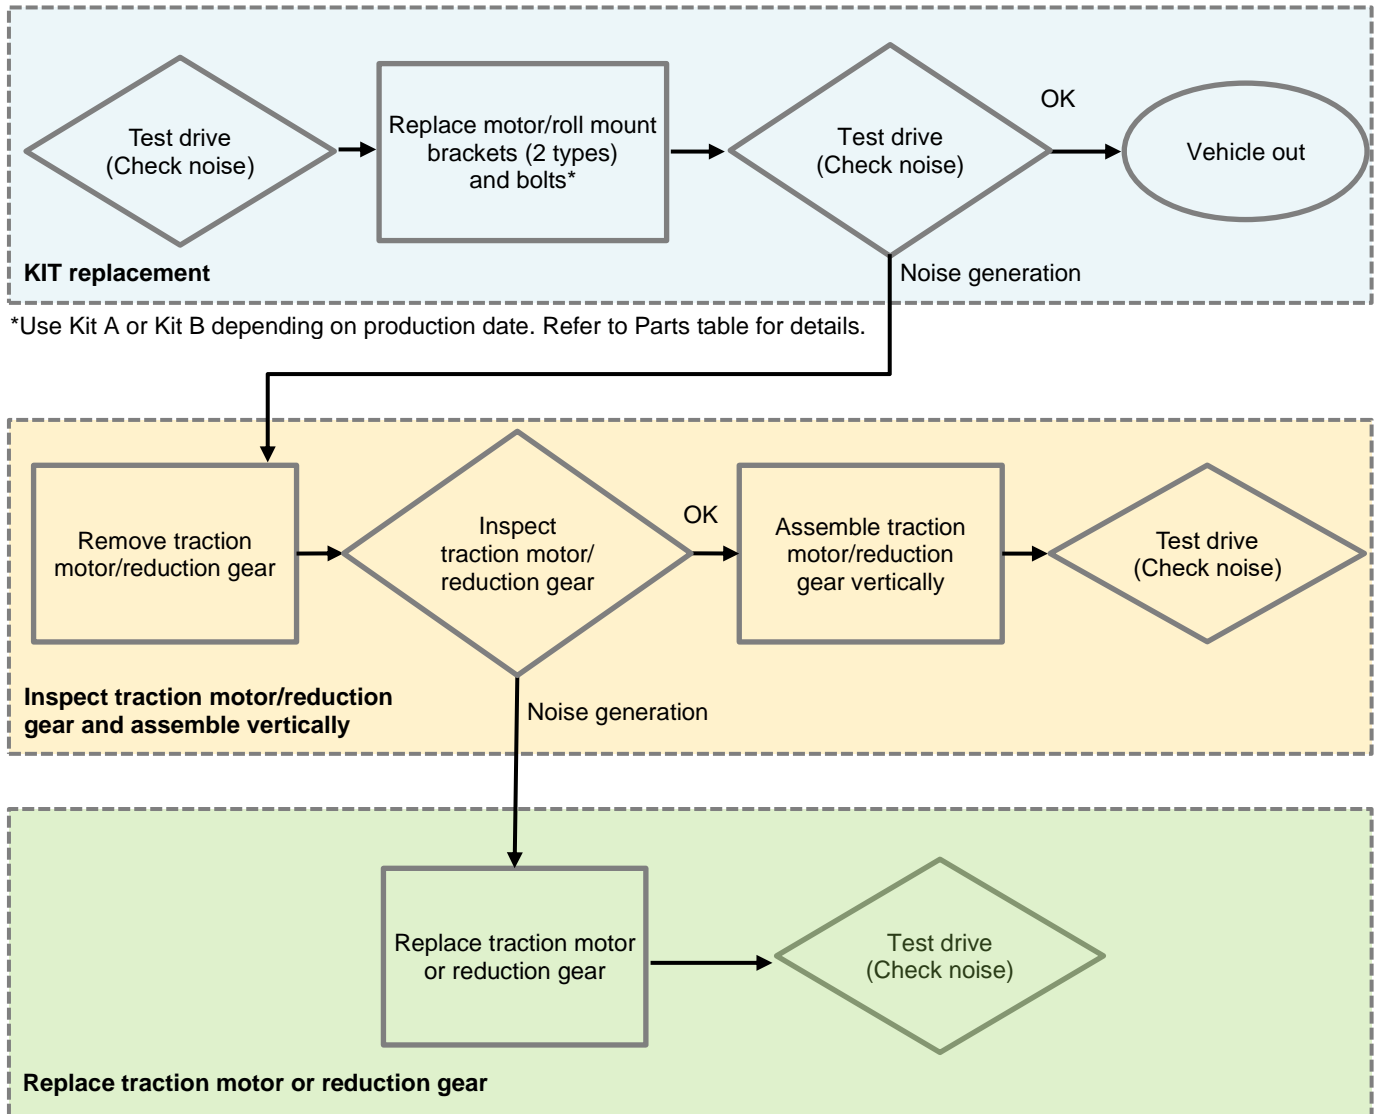 Test drive
(Check noise)
Replace motor/roll mount
brackets (2 types)
and bolts*
Test drive
(Check noise)
OK
Vehicle out
KIT replacement
Noise generation
*Use Kit A or Kit B depending on production date. Refer to Parts table for details.
Remove traction
motor/reduction gear
Inspect
traction motor/
reduction gear
OK
Assemble traction
motor/reduction
gear vertically
Test drive
(Check noise)
Inspect traction motor/reduction
gear and assemble vertically
Noise generation
Replace traction motor
or reduction gear
Test drive
(Check noise)
Replace traction motor or reduction gear